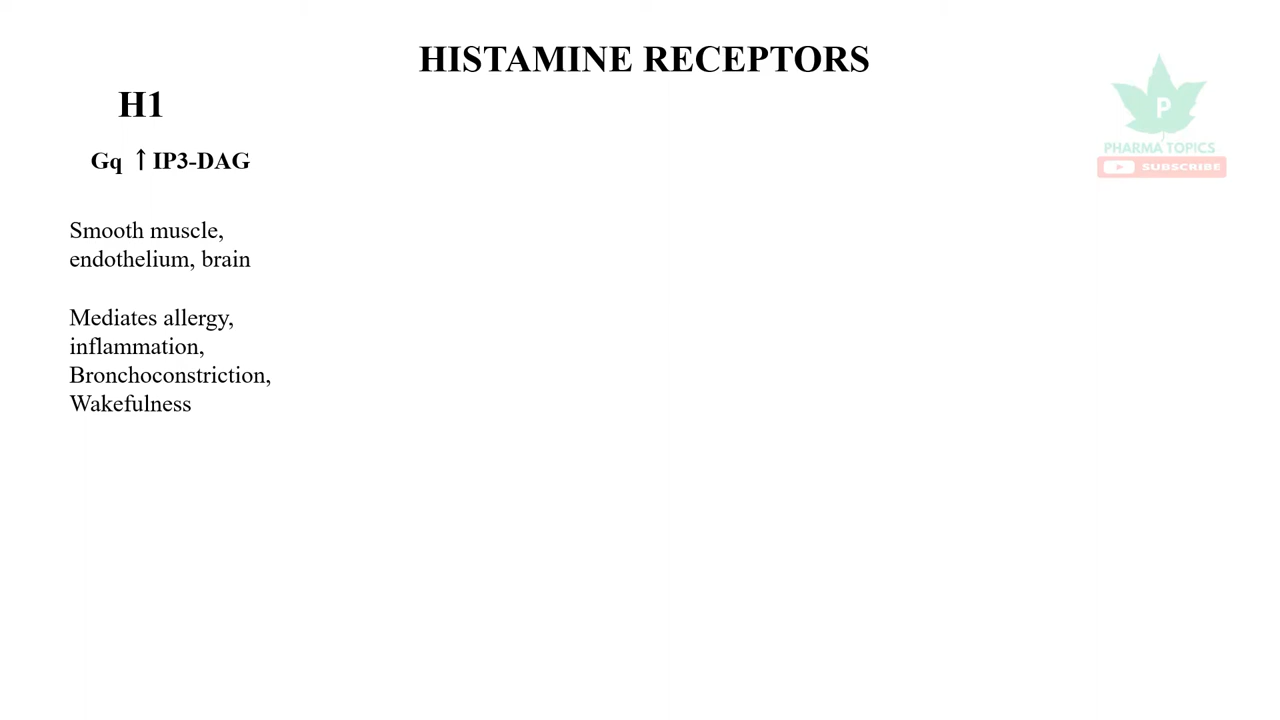 HISTAMINE RECEPTORS
H1
Gq ↑ IP3-DAG
Smooth muscle,
endothelium, brain
Mediates allergy,
inflammation,
Bronchoconstriction,
Wakefulness
P
PHARMA TOPICS
SUBSCRIBE